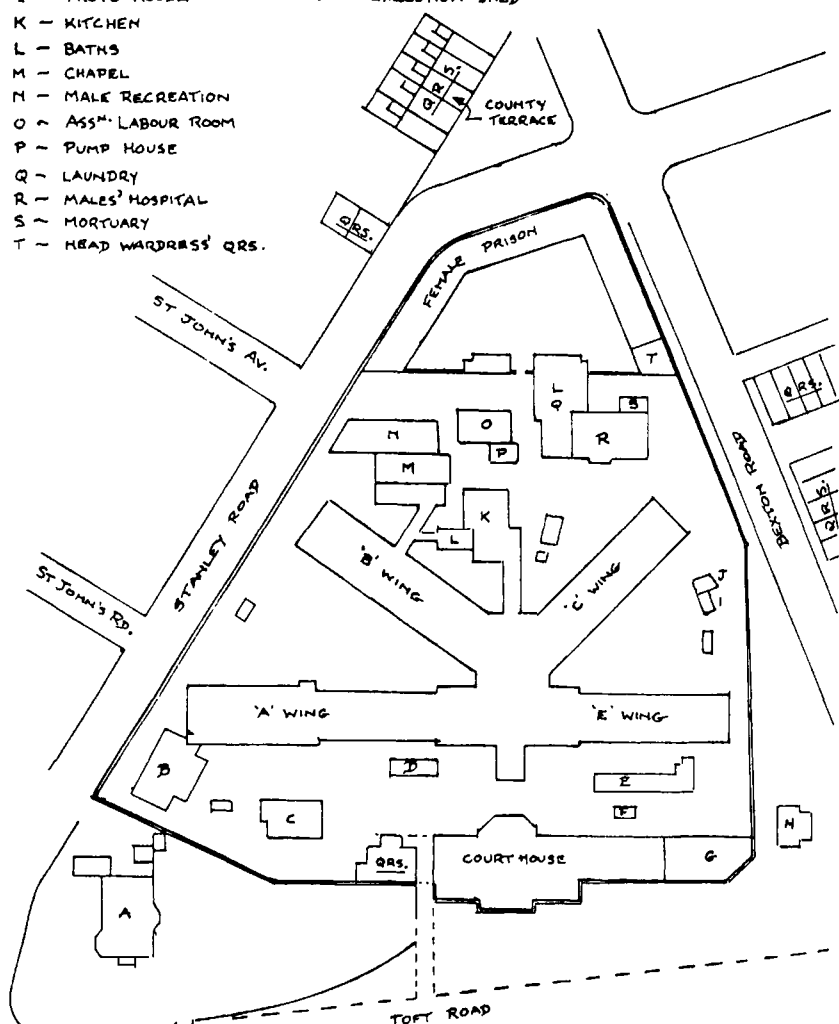 K – KITCHEN
L – BATHS
M – CHAPEL
N – MALE RECREATION
O – ASSN. LABOUR ROOM
P – PUMP HOUSE
Q – LAUNDRY
R – MALES' HOSPITAL
S – MORTUARY
T – HEAD WARDRESS' QRS.
QRS.
COUNTY
TERRACE
QRS.
ST JOHN'S AV.
FEMALE PRISON
T
L
Q
S
R
O
P
N
M
K
L
QRS.
QRS.
BEXTON ROAD
STANLEY ROAD
ST JOHN'S RD.
'B' WING
'C' WING
J
I
'A' WING
'E' WING
B
D
E
F
C
H
QRS.
COURT HOUSE
G
A
TOFT ROAD